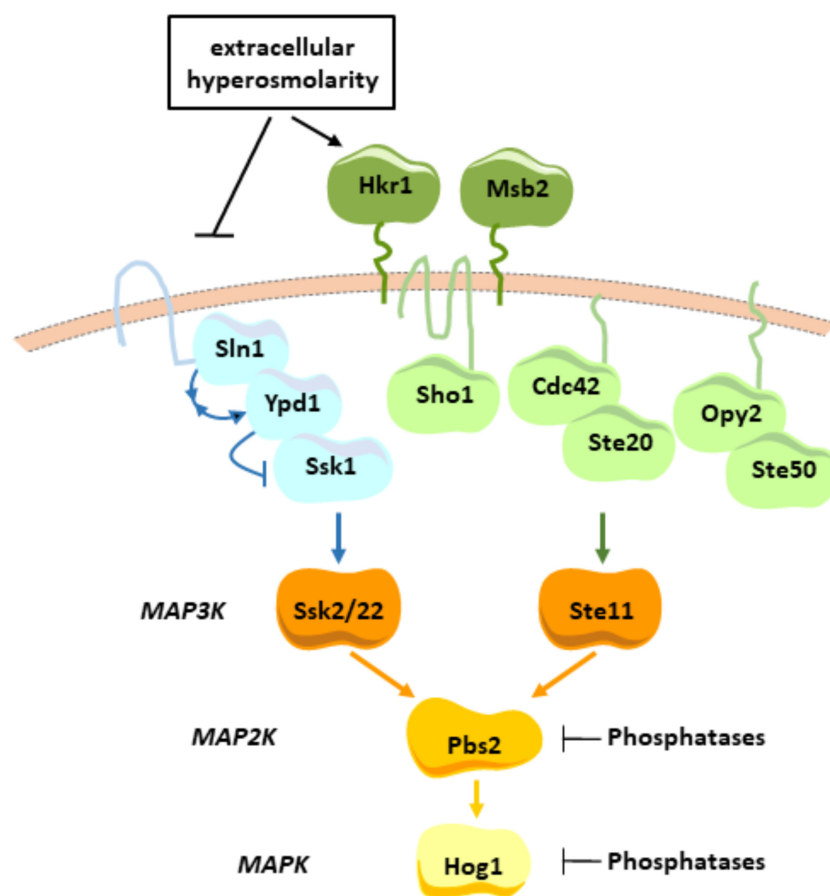 extracellular
hyperosmolarity
Hkr1
Msb2
Sln1
Ypd1
Ssk1
Sho1
Cdc42
Ste20
Opy2
Ste50
MAP3K
Ssk2/22
Ste11
MAP2K
Pbs2
Phosphatases
MAPK
Hog1
Phosphatases